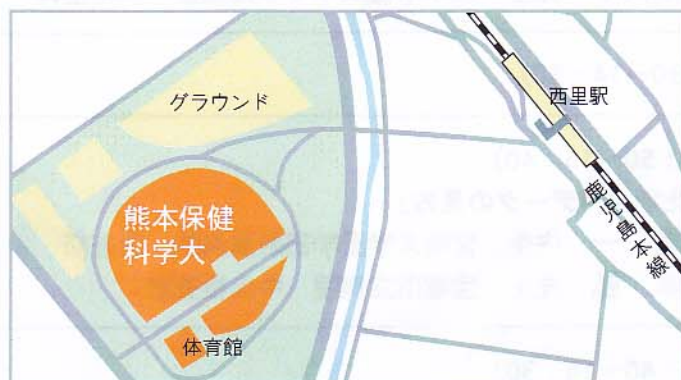 グラウンド
西里駅
熊本保健
科学大
鹿児島本線
体育館